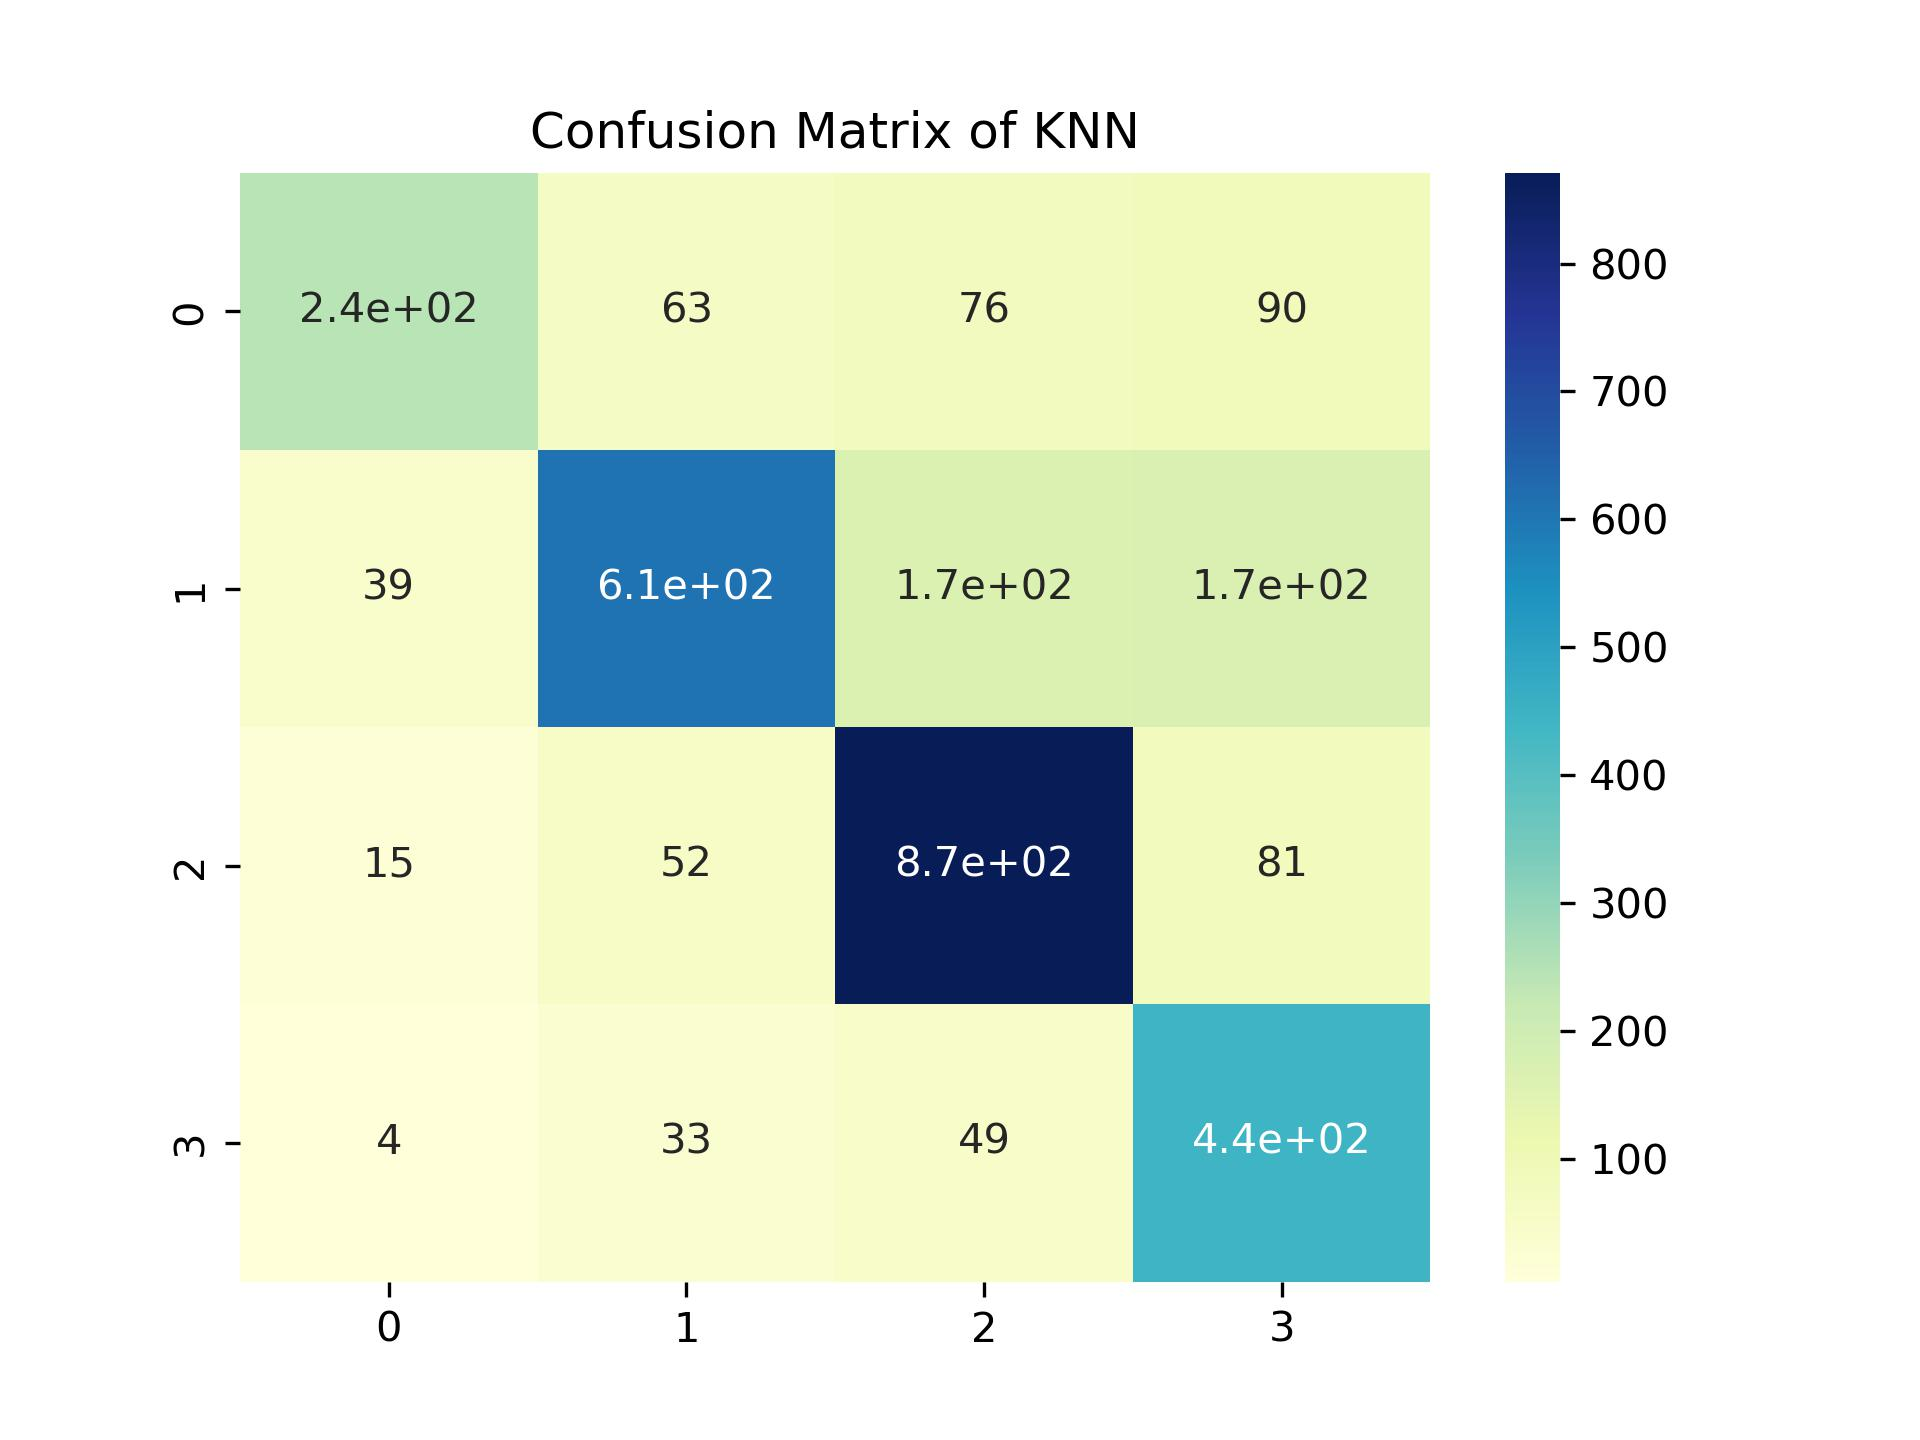 Confusion Matrix of KNN
0 2.4e+02 63 76 90
1 39 6.1e+02 1.7e+02 1.7e+02
2 15 52 8.7e+02 81
3 4 33 49 4.4e+02
0 1 2 3
800
700
600
500
400
300
200
100